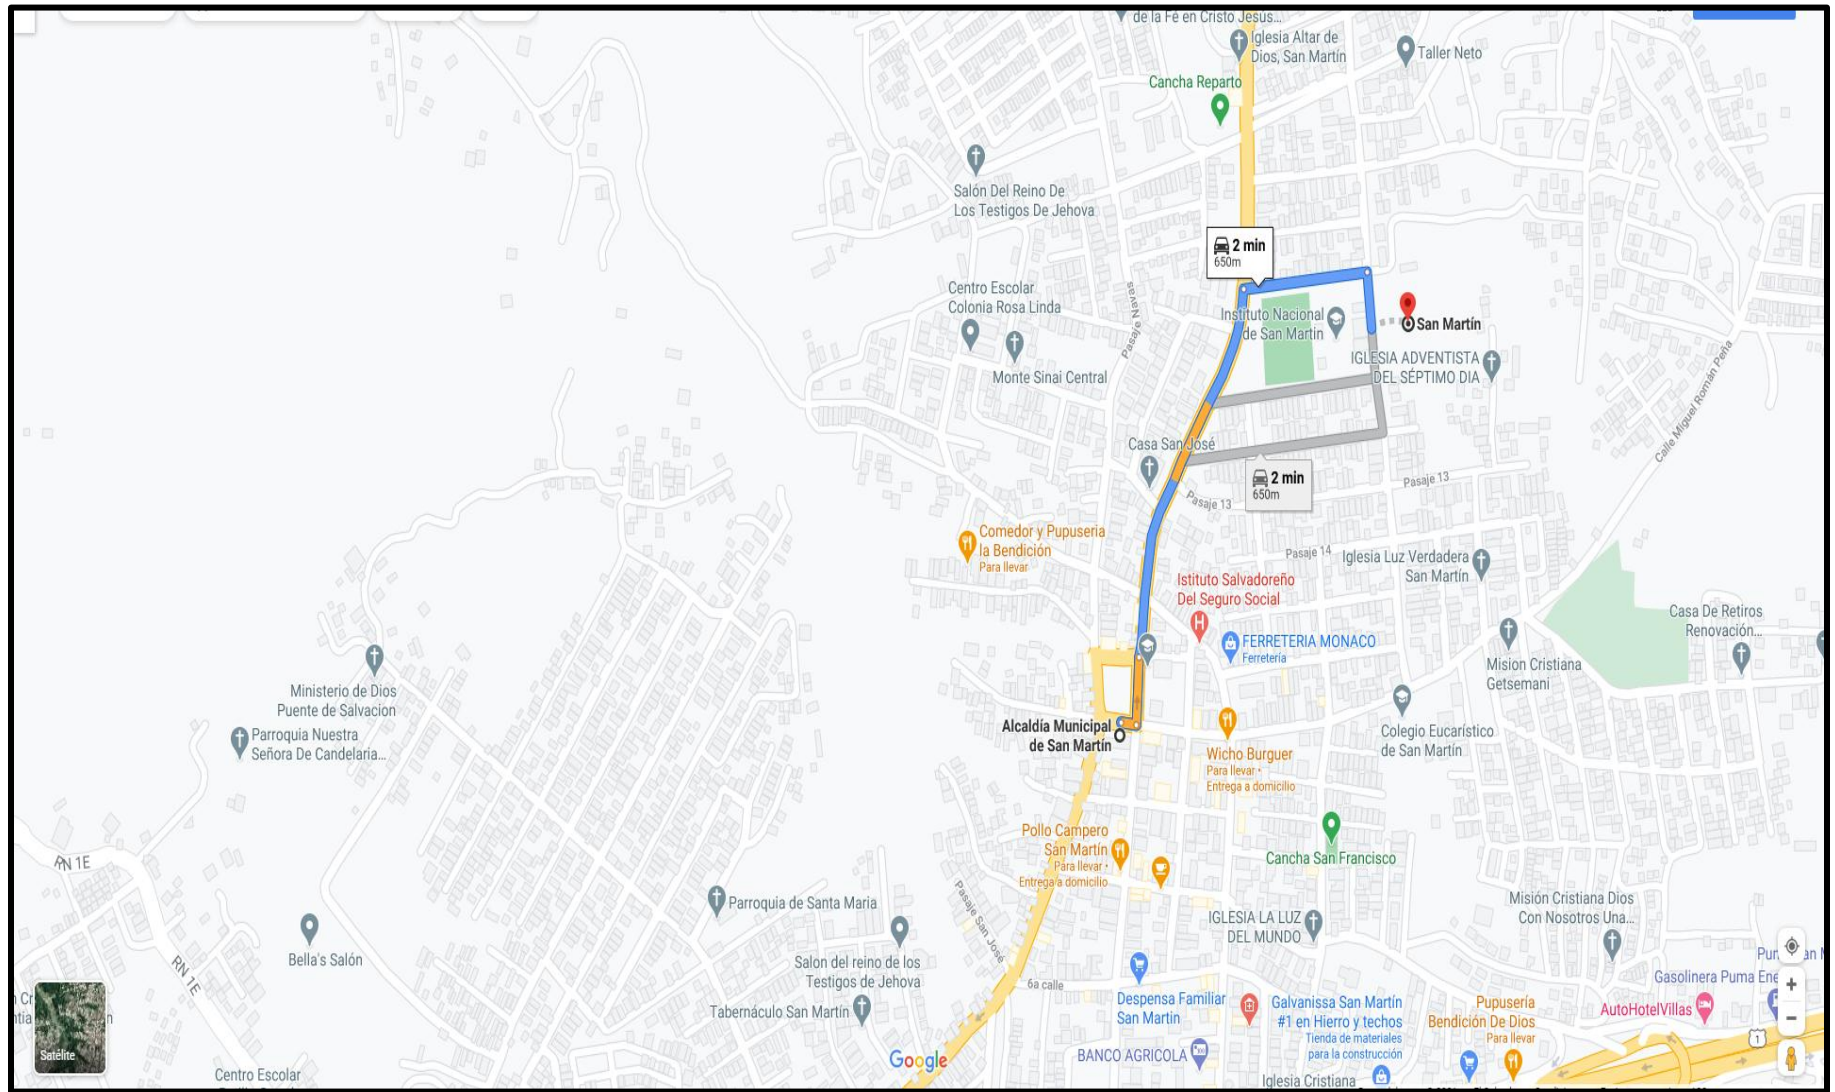 de la Fé en Cristo Jesús...
Iglesia Altar de
Dios, San Martín
Taller Neto
Cancha Reparto
Salón Del Reino De
Los Testigos De Jehova
2 min
650m
Centro Escolar
Colonia Rosa Linda
Pasaje Navas
Instituto Nacional
de San Martin
San Martín
Monte Sinai Central
IGLESIA ADVENTISTA
DEL SÉPTIMO DIA
Calle Miguel Román Peña
Casa San José
2 min
650m
Pasaje 13
Pasaje 13
Comedor y Pupuseria
la Bendición
Para llevar
Pasaje 14
Iglesia Luz Verdadera
San Martín
Istituto Salvadoreño
Del Seguro Social
Casa De Retiros
Renovación...
FERRETERIA MONACO
Ferretería
Mision Cristiana
Getsemani
Ministerio de Dios
Puente de Salvacion
Parroquia Nuestra
Señora De Candelaria...
Alcaldía Municipal
de San Martín
Colegio Eucarístico
de San Martín
Wicho Burguer
Para llevar •
Entrega a domicilio
Pollo Campero
San Martín
Para llevar •
Entrega a domicilio
Cancha San Francisco
RN 1E
Parroquia de Santa Maria
Pasaje San José
Misión Cristiana Dios
Con Nosotros Una...
IGLESIA LA LUZ
DEL MUNDO
Bella's Salón
RN 1E
Salon del reino de los
Testigos de Jehova
6a calle
Gasolinera Puma Ene
Tabernáculo San Martín
Despensa Familiar
San Martin
Galvanissa San Martín
#1 en Hierro y techos
Tienda de materiales
para la construcción
Pupusería
Bendición De Dios
Para llevar
AutoHotelVillas
1
Satélite
Google
BANCO AGRICOLA
Centro Escolar
Iglesia Cristiana